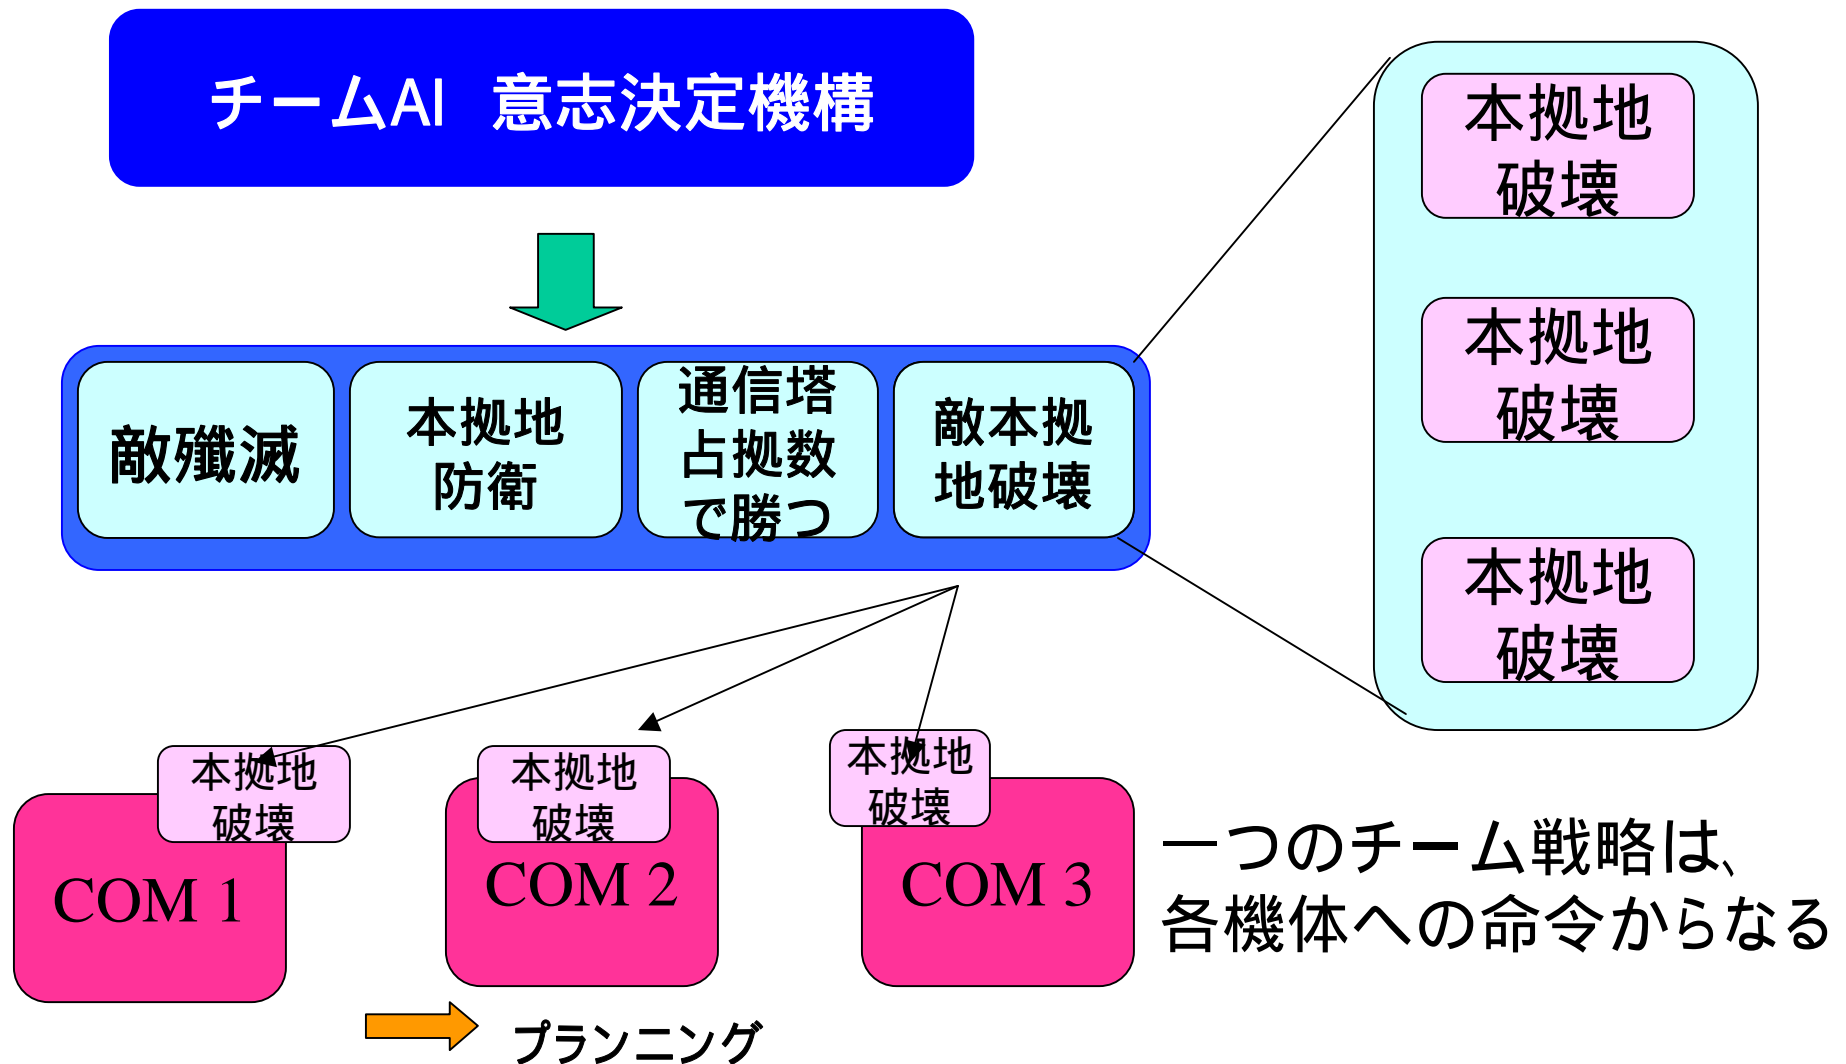 チームAI　意志決定機構
敵殲滅
本拠地
防衛
通信塔
占拠数
で勝つ
敵本拠
地破壊
本拠地
破壊
本拠地
破壊
本拠地
破壊
本拠地
破壊
COM 1
本拠地
破壊
COM 2
本拠地
破壊
COM 3
一つのチーム戦略は、
各機体への命令からなる
プランニング